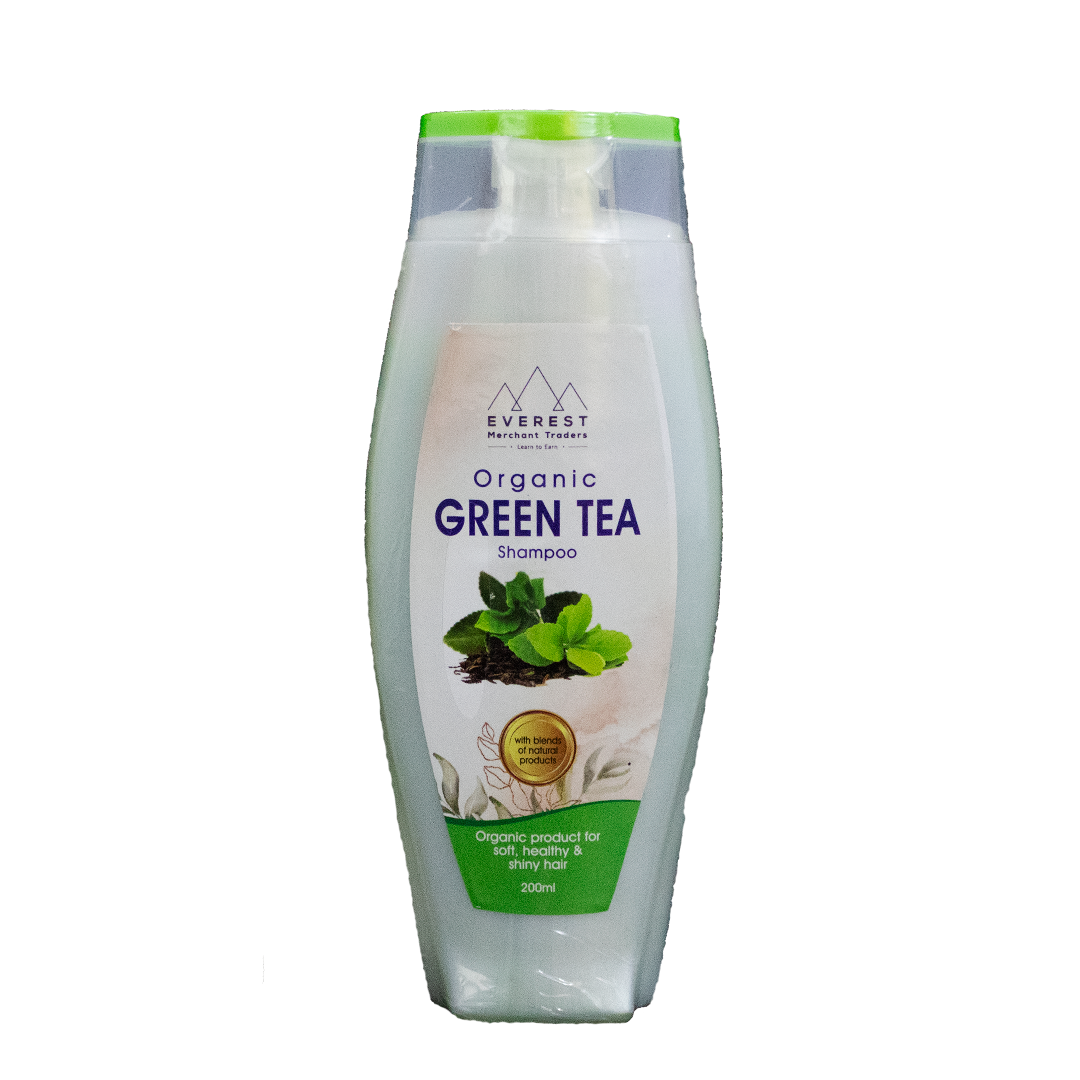 EVEREST
Merchant Traders
Learn to Earn
Organic
GREEN TEA
Shampoo
with blends
of natural
products
Organic product for
soft, healthy &
shiny hair
200ml